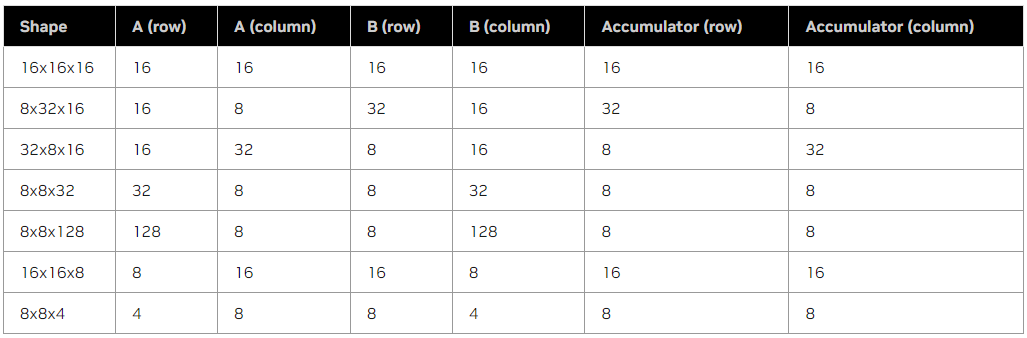 Shape A (row) A (column) B (row) B (column) Accumulator (row) Accumulator (column)
16x16x16 16 16 16 16 16 16
8x32x16 16 8 32 16 32 8
32x8x16 16 32 8 16 8 32
8x8x32 32 8 8 32 8 8
8x8x128 128 8 8 128 8 8
16x16x8 8 16 16 8 16 16
8x8x4 4 8 8 4 8 8